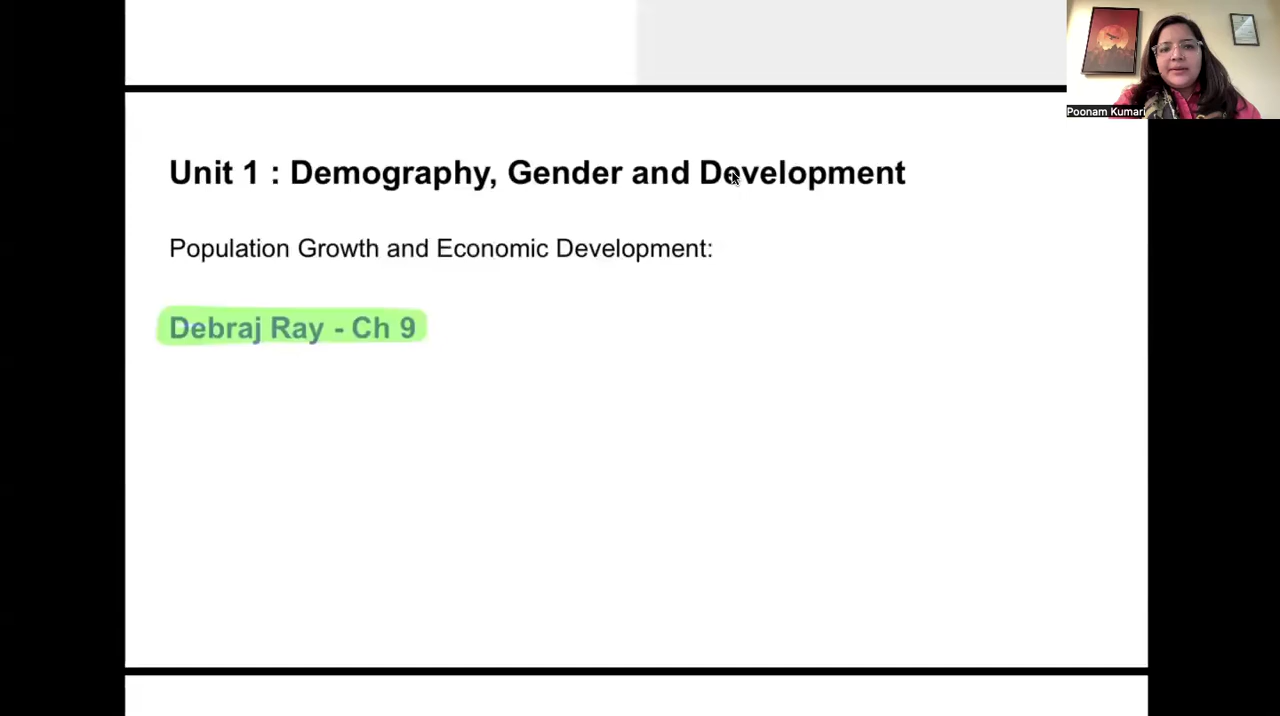 Poonam Kumari
Unit 1 : Demography, Gender and Development
Population Growth and Economic Development:
Debraj Ray - Ch 9